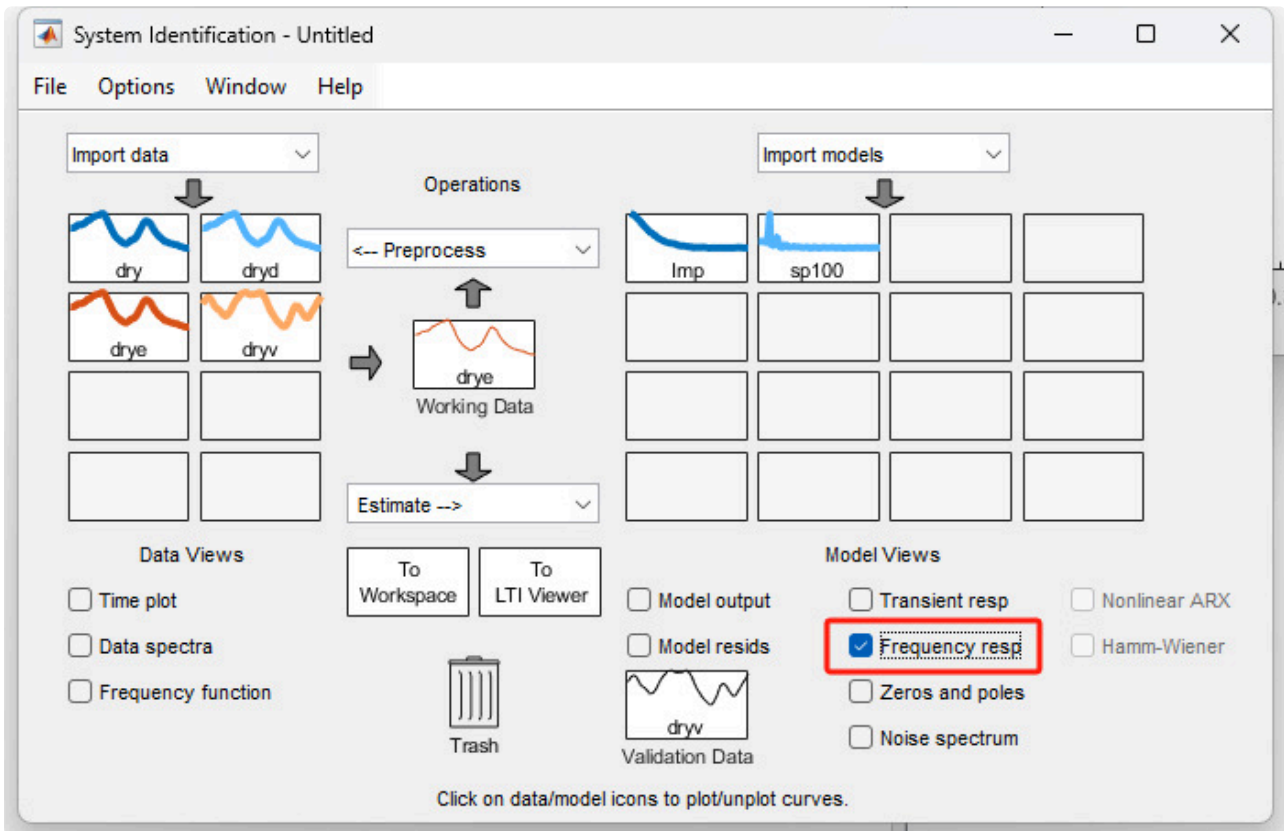 System Identification - Untitled
File Options Window Help
Import data
Import models
Operations
<-- Preprocess
dry
dryd
Imp
sp100
drye
dryv
drye
Working Data
Estimate -->
Data Views
Model Views
To
Workspace
To
LTI Viewer
Time plot
Data spectra
Frequency function
Trash
Model output
Model resids
dryv
Validation Data
Transient resp
Frequency resp
Zeros and poles
Noise spectrum
Nonlinear ARX
Hamm-Wiener
Click on data/model icons to plot/unplot curves.